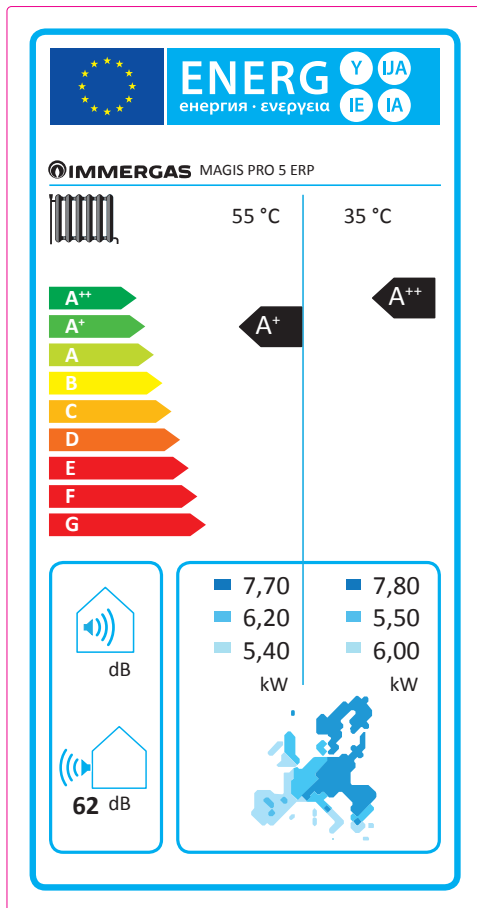 ENERG
Y IJA
енергия · ενεργεια
IE IA
IMMERGAS MAGIS PRO 5 ERP
55 °C 35 °C
A++ A++
A+ A+
A
B
C
D
E
F
G
7,70 7,80
6,20 5,50
5,40 6,00
kW kW
dB
62 dB